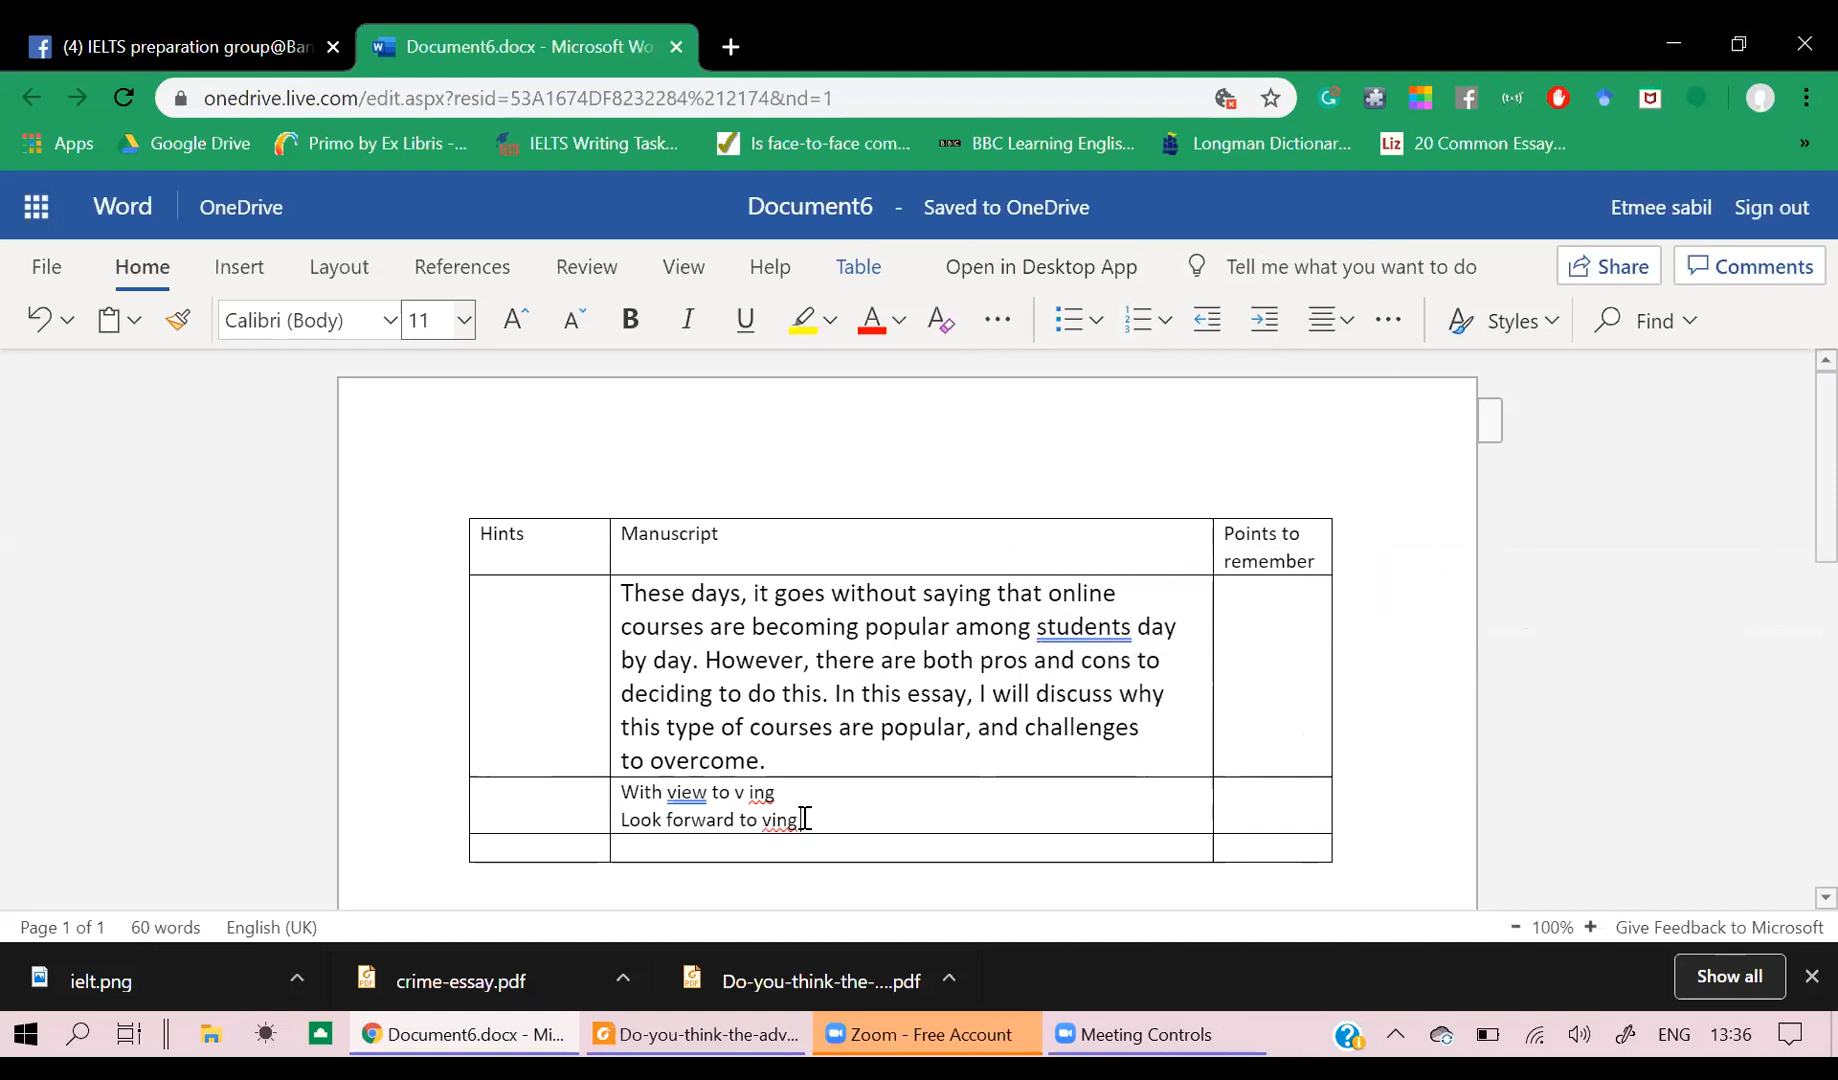 (4) IELTS preparation group@Ban
Document6.docx - Microsoft Wo
onedrive.live.com/edit.aspx?resid=53A1674DF8232284%212174&nd=1
Apps Google Drive Primo by Ex Libris -... IELTS Writing Task... Is face-to-face com... BBC Learning Englis... Longman Dictionar... Liz 20 Common Essay... »
Word OneDrive Document6 - Saved to OneDrive Etmee sabil Sign out
File Home Insert Layout References Review View Help Table Open in Desktop App Tell me what you want to do Share Comments
Calibri (Body) 11 A A B I U A A Styles Find
Hints Manuscript Points to
remember
These days, it goes without saying that online
courses are becoming popular among students day
by day. However, there are both pros and cons to
deciding to do this. In this essay, I will discuss why
this type of courses are popular, and challenges
to overcome.
With view to v ing
Look forward to ving
Page 1 of 1 60 words English (UK) - 100% + Give Feedback to Microsoft
ielt.png crime-essay.pdf Do-you-think-the-....pdf Show all
Document6.docx - Mi... Do-you-think-the-adv... Zoom - Free Account Meeting Controls ENG 13:36